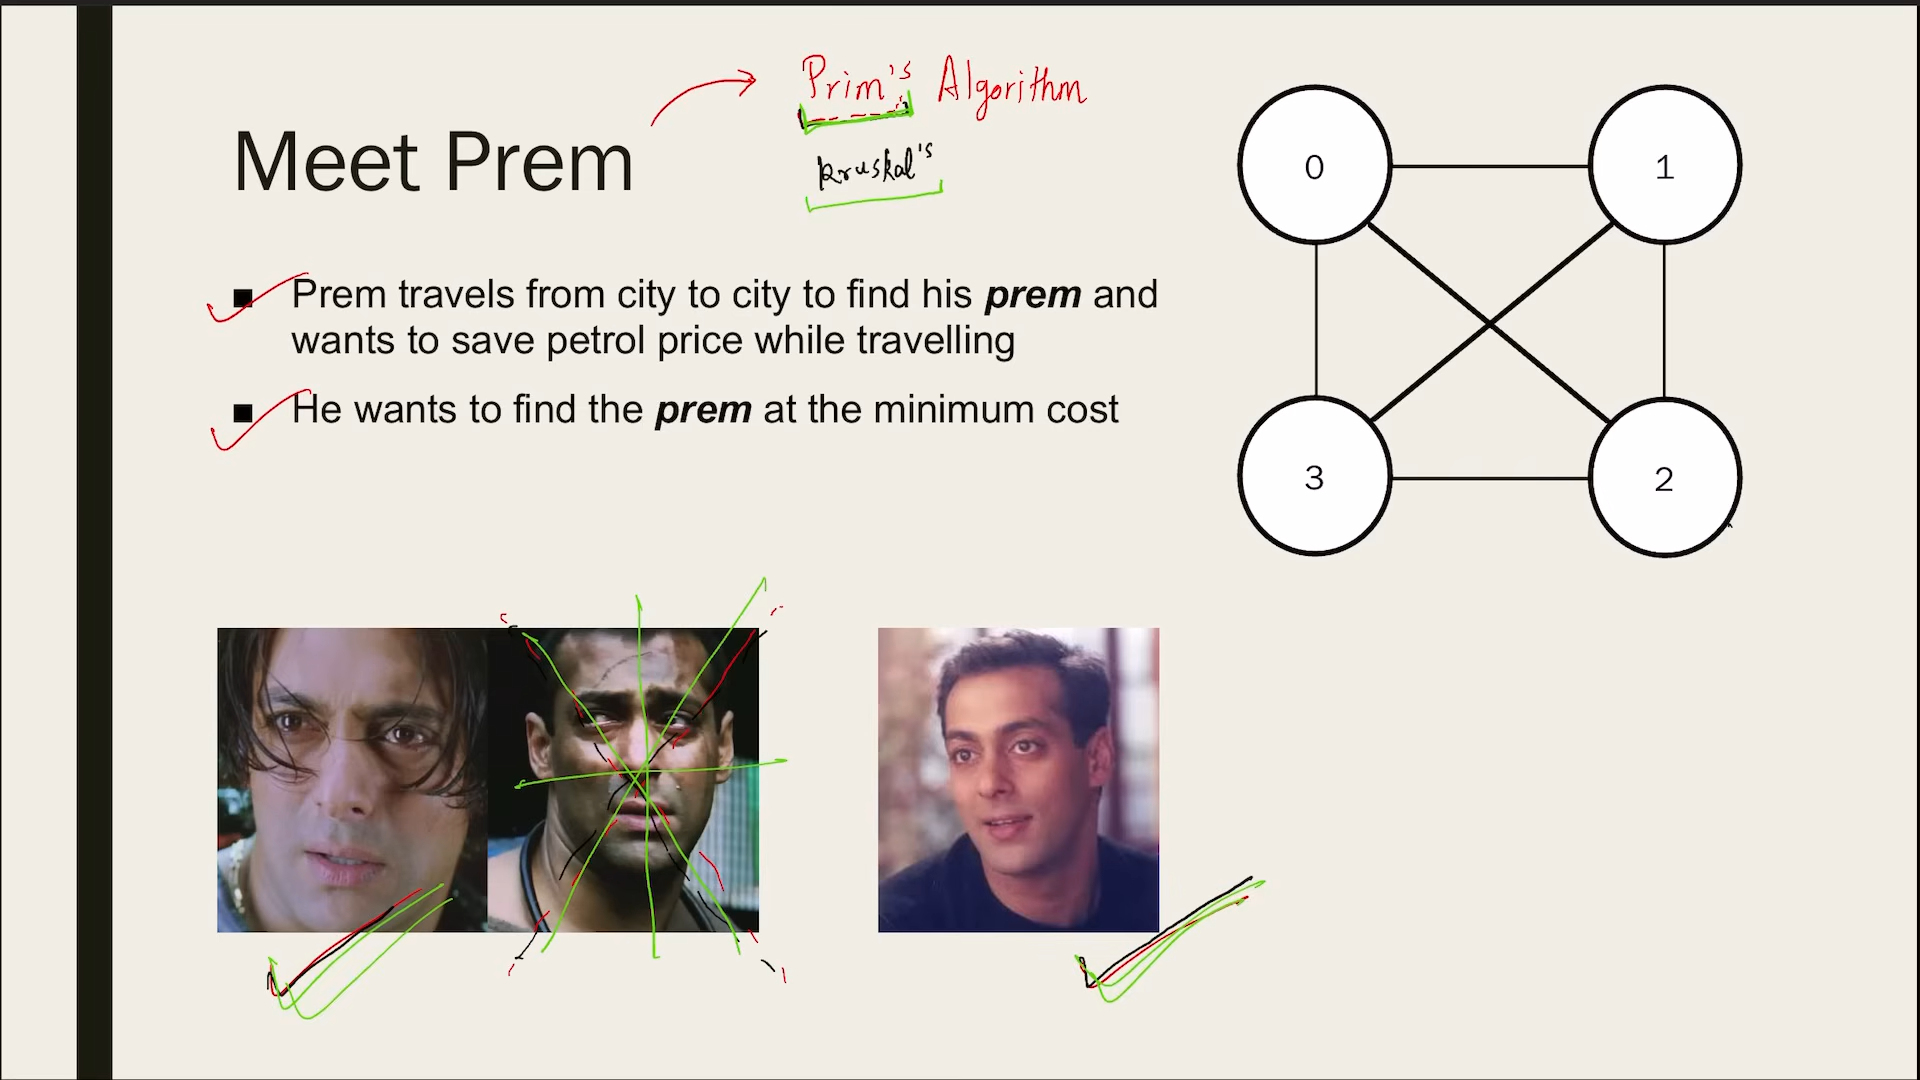 Prim's Algorithm
Meet Prem
Kruskal's
■ Prem travels from city to city to find his prem and
wants to save petrol price while travelling
■ He wants to find the prem at the minimum cost
0
1
3
2